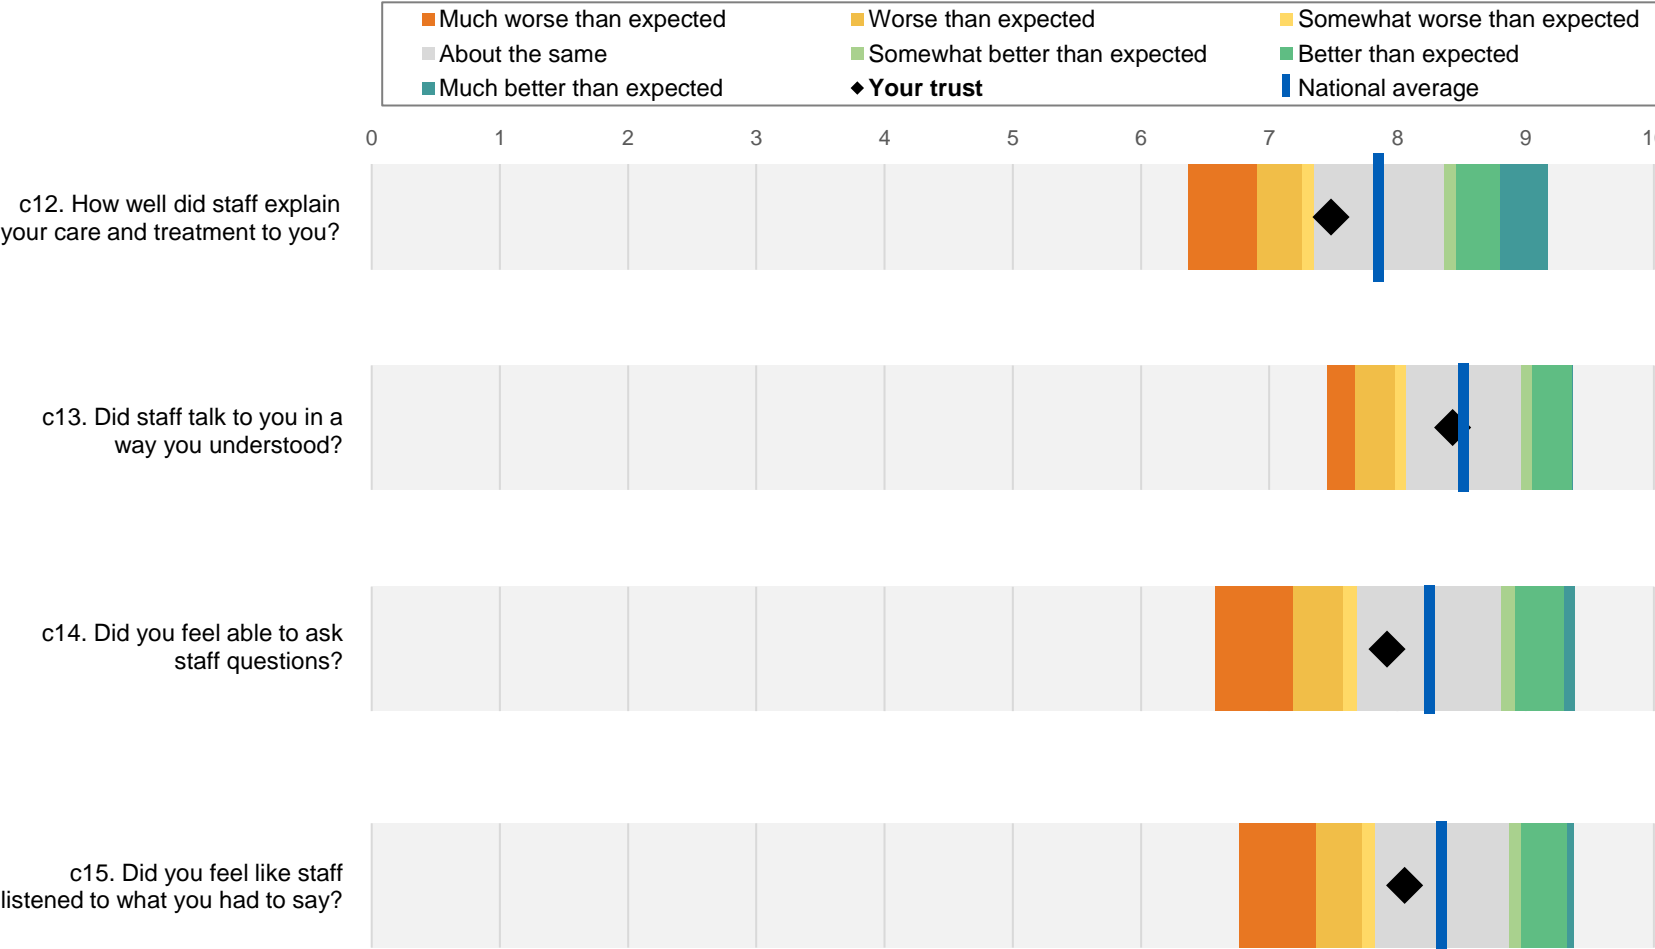 Much worse than expected
Worse than expected
Somewhat worse than expected
About the same
Somewhat better than expected
Better than expected
Much better than expected
Your trust
National average
0 1 2 3 4 5 6 7 8 9
c12. How well did staff explain
your care and treatment to you?
c13. Did staff talk to you in a
way you understood?
c14. Did you feel able to ask
staff questions?
c15. Did you feel like staff
listened to what you had to say?